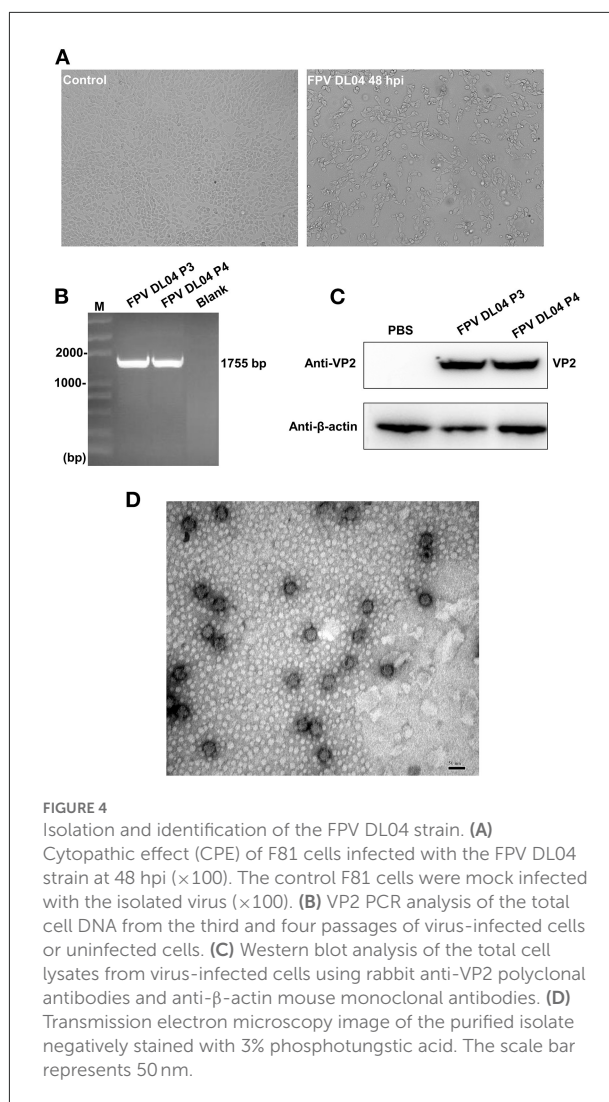 A
Control
FPV DL04 48 hpi
B
M
FPV DL04 P3
FPV DL04 P4
Blank
2000-
1000-
(bp)
1755 bp
C
PBS
FPV DL04 P3
FPV DL04 P4
Anti-VP2
VP2
Anti-β-actin
D
FIGURE 4
Isolation and identification of the FPV DL04 strain. (A)
Cytopathic effect (CPE) of F81 cells infected with the FPV DL04
strain at 48 hpi (×100). The control F81 cells were mock infected
with the isolated virus (×100). (B) VP2 PCR analysis of the total
cell DNA from the third and four passages of virus-infected cells
or uninfected cells. (C) Western blot analysis of the total cell
lysates from virus-infected cells using rabbit anti-VP2 polyclonal
antibodies and anti-β-actin mouse monoclonal antibodies. (D)
Transmission electron microscopy image of the purified isolate
negatively stained with 3% phosphotungstic acid. The scale bar
represents 50 nm.